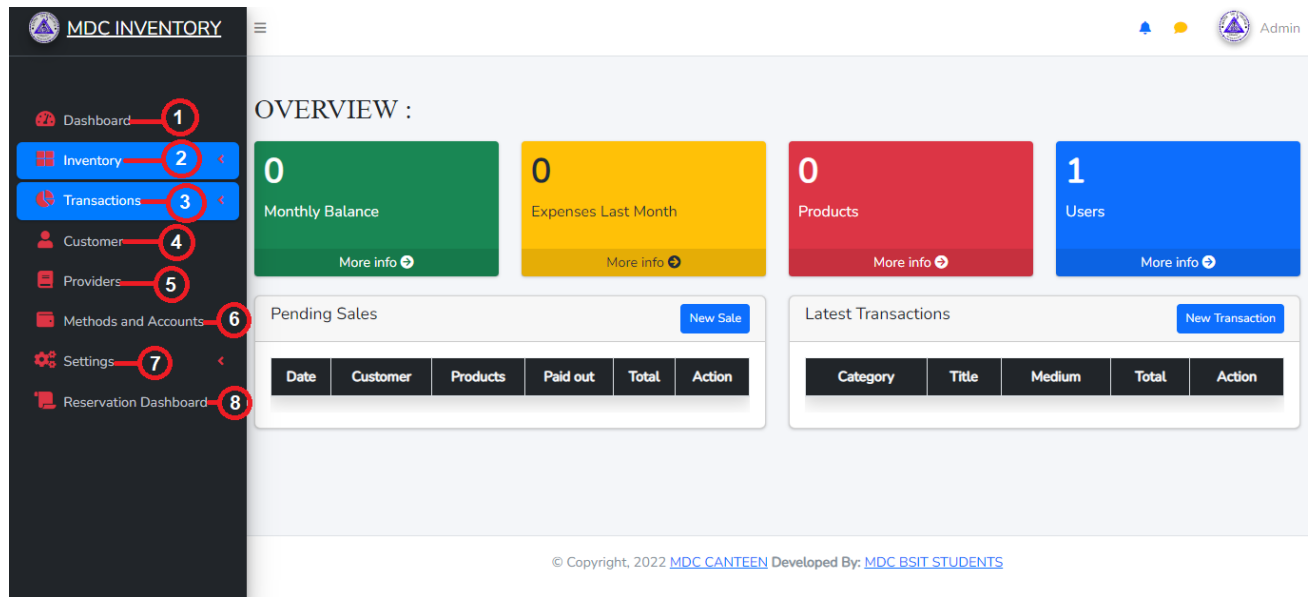 MDC INVENTORY
Admin
Dashboard 1
Inventory 2
Transactions 3
Customer 4
Providers 5
Methods and Accounts 6
Settings 7
Reservation Dashboard 8
OVERVIEW :
0
Monthly Balance
More info
0
Expenses Last Month
More info
0
Products
More info
1
Users
More info
Pending Sales New Sale
Date Customer Products Paid out Total Action
Latest Transactions New Transaction
Category Title Medium Total Action
© Copyright, 2022 MDC CANTEEN Developed By: MDC BSIT STUDENTS